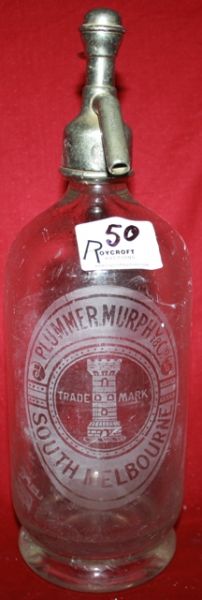 50
ROYCROFT
PLUMMER. MURPHY & Co
TRADE MARK
SOUTH MELBOURNE